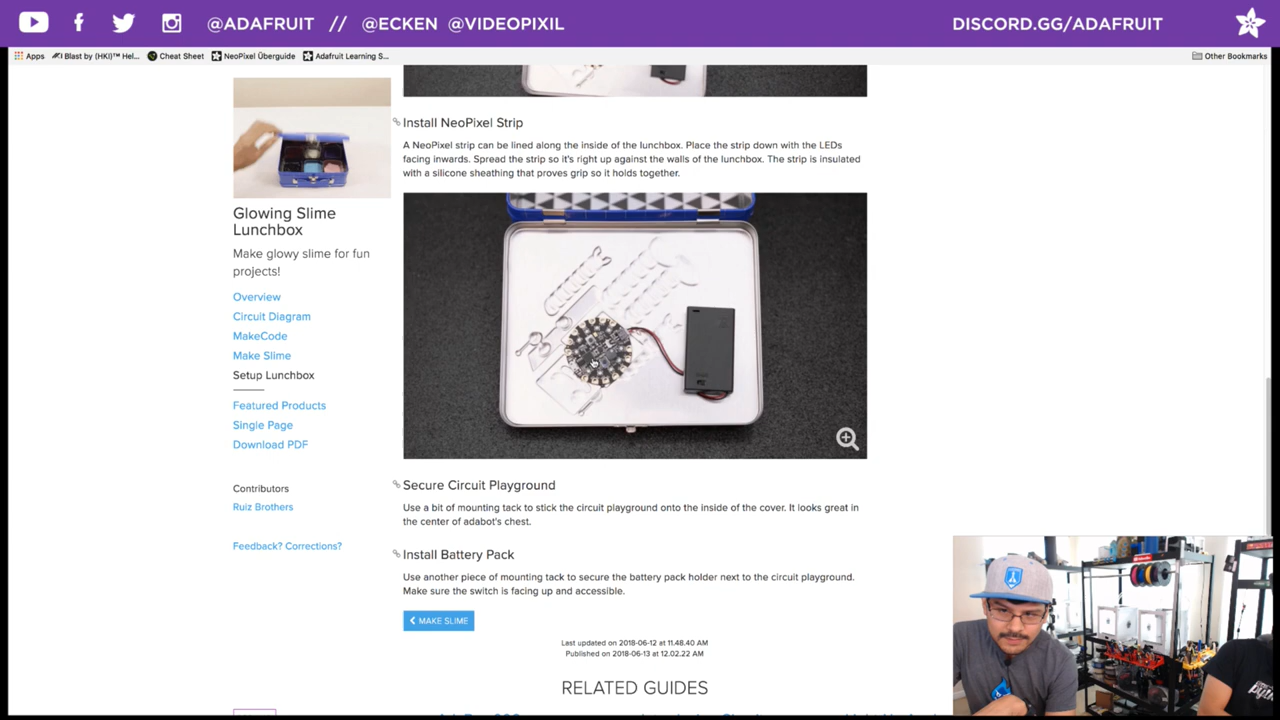 @ADAFRUIT // @ECKEN @VIDEOPIXIL DISCORD.GG/ADAFRUIT
Apps Blast by (HKI)™ Hel... Cheat Sheet NeoPixel Überguide Adafruit Learning S... Other Bookmarks
Glowing Slime
Lunchbox
Make glowy slime for fun
projects!
Overview
Circuit Diagram
MakeCode
Make Slime
Setup Lunchbox
Featured Products
Single Page
Download PDF
Contributors
Ruiz Brothers
Feedback? Corrections?
Install NeoPixel Strip
A NeoPixel strip can be lined along the inside of the lunchbox. Place the strip down with the LEDs
facing inwards. Spread the strip so it's right up against the walls of the lunchbox. The strip is insulated
with a silicone sheathing that proves grip so it holds together.
Secure Circuit Playground
Use a bit of mounting tack to stick the circuit playground onto the inside of the cover. It looks great in
the center of adabot's chest.
Install Battery Pack
Use another piece of mounting tack to secure the battery pack holder next to the circuit playground.
Make sure the switch is facing up and accessible.
MAKE SLIME
Last updated on 2018-06-12 at 11.48.40 AM
Published on 2018-06-13 at 12.02.22 AM
RELATED GUIDES